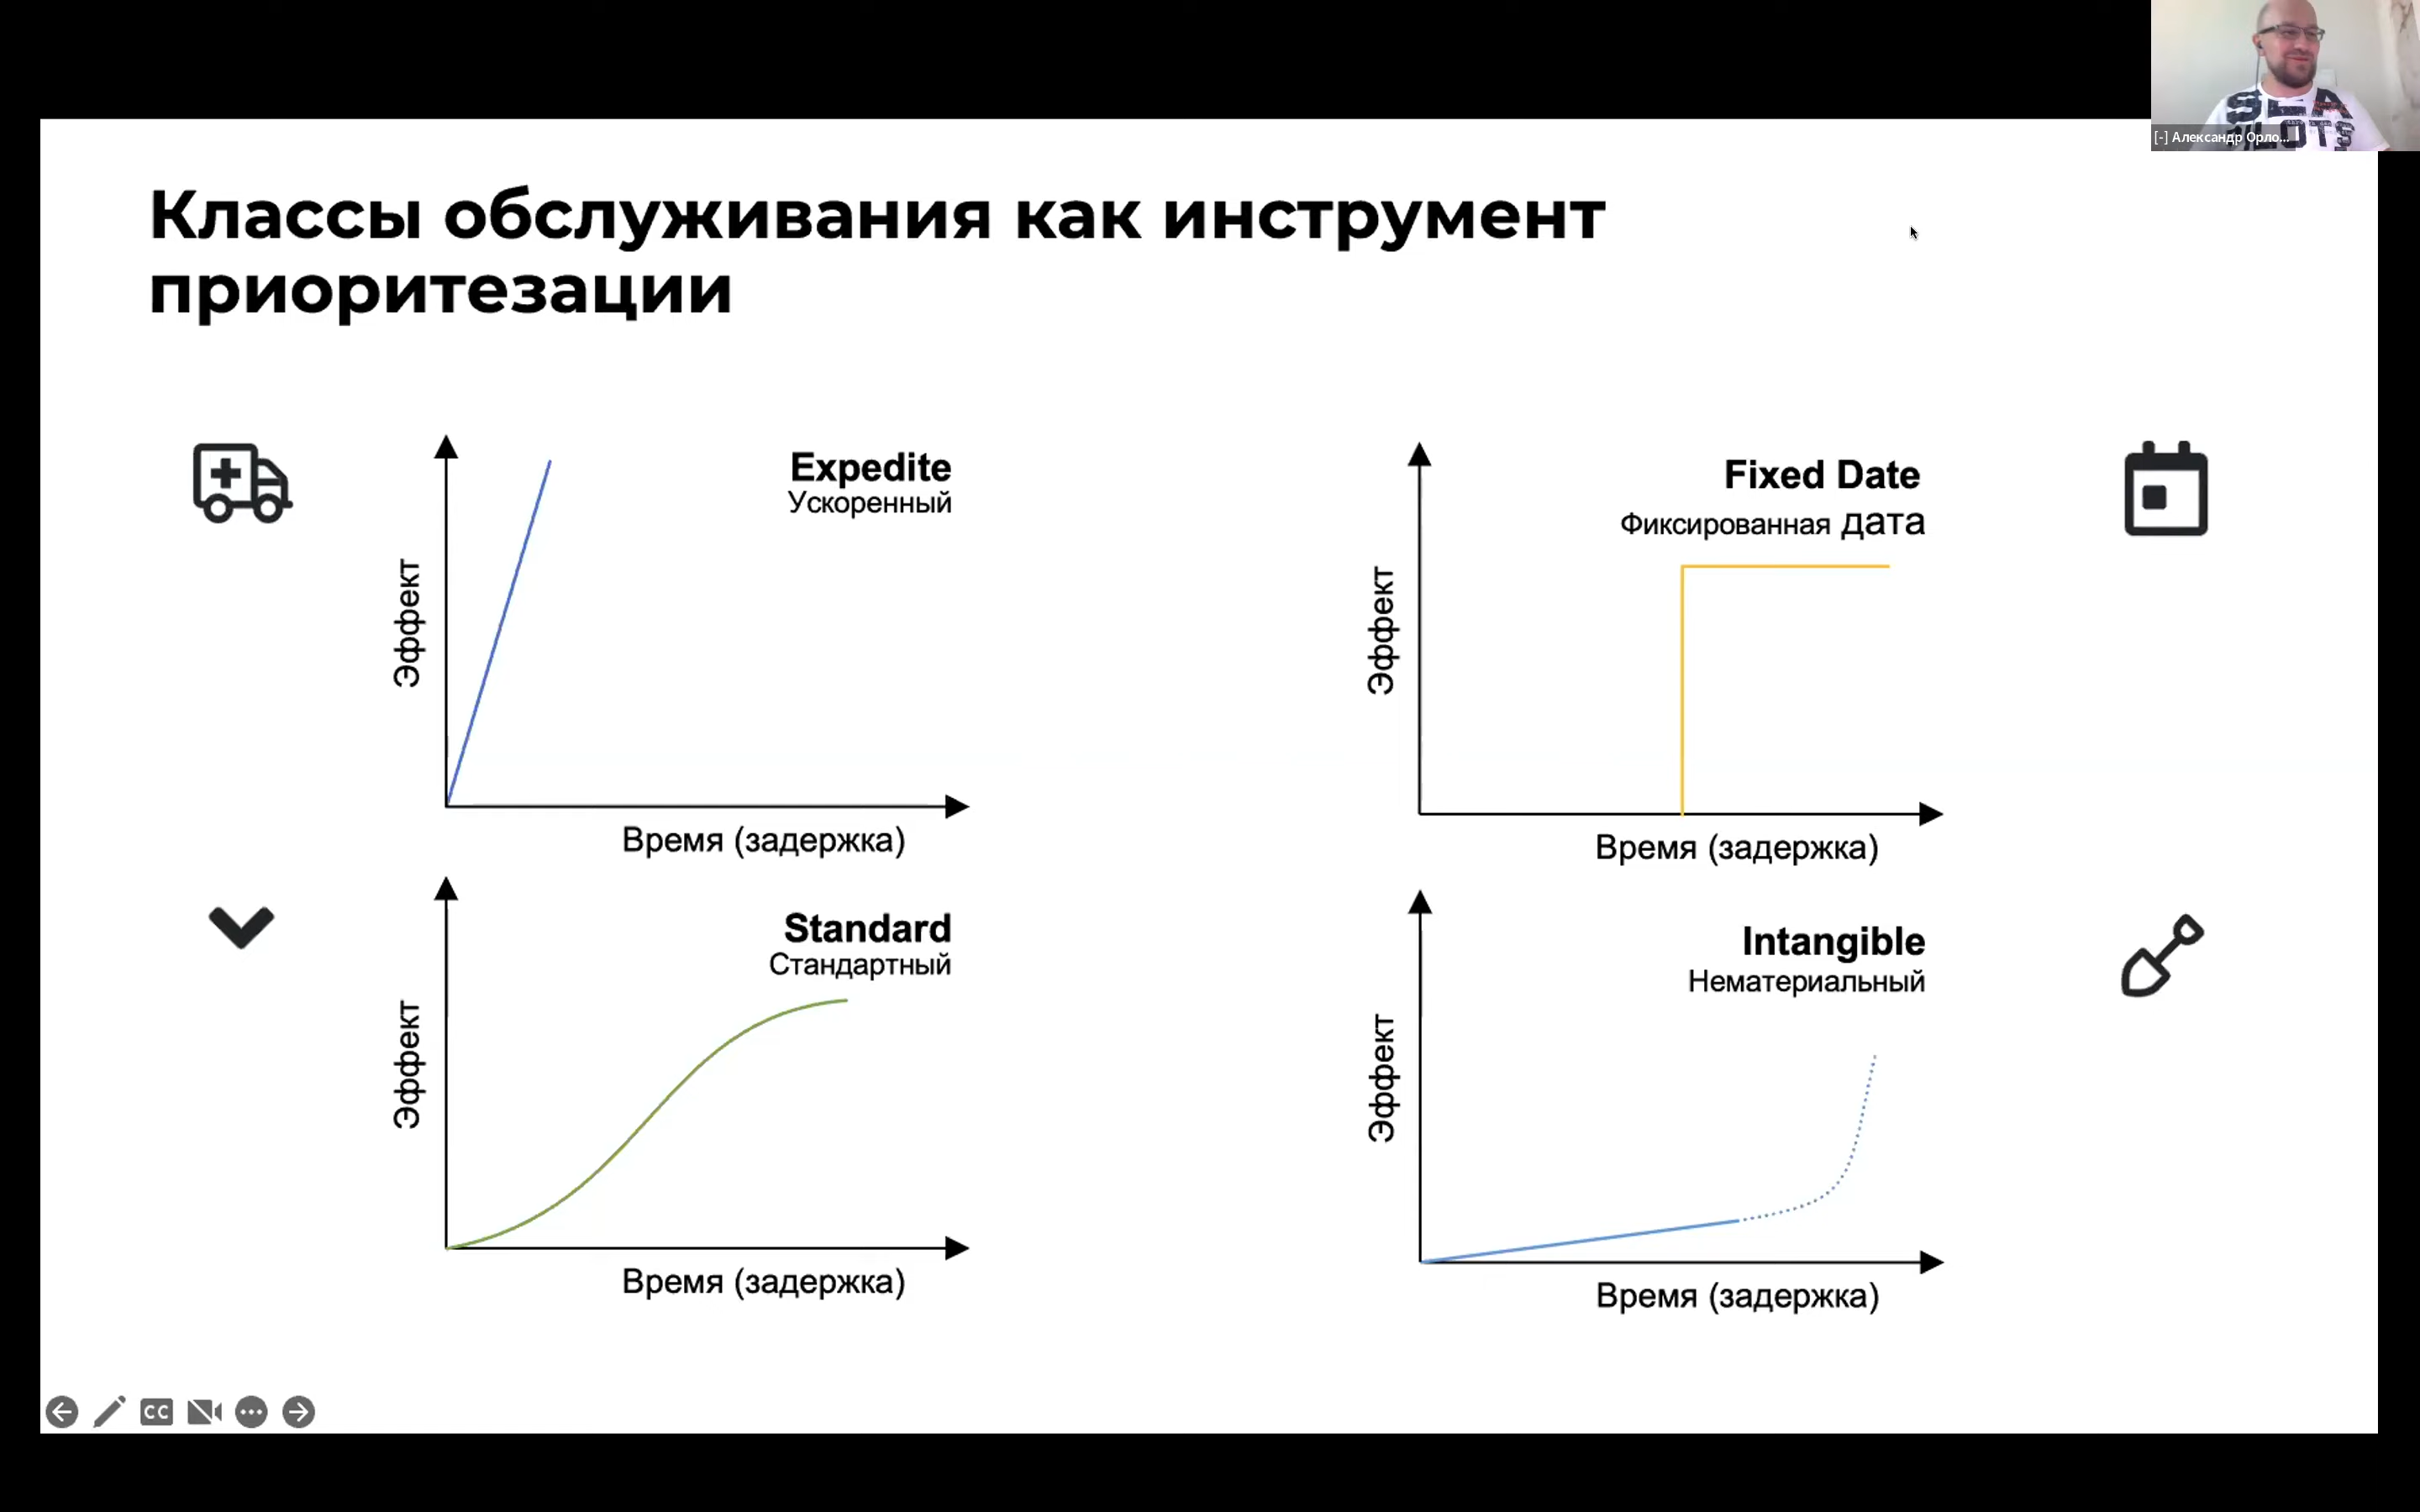 [-] Александр Орло...
Классы обслуживания как инструмент
приоритезации
Expedite
Ускоренный
Эффект
Время (задержка)
Fixed Date
Фиксированная дата
Эффект
Время (задержка)
Standard
Стандартный
Эффект
Время (задержка)
Intangible
Нематериальный
Эффект
Время (задержка)
CC